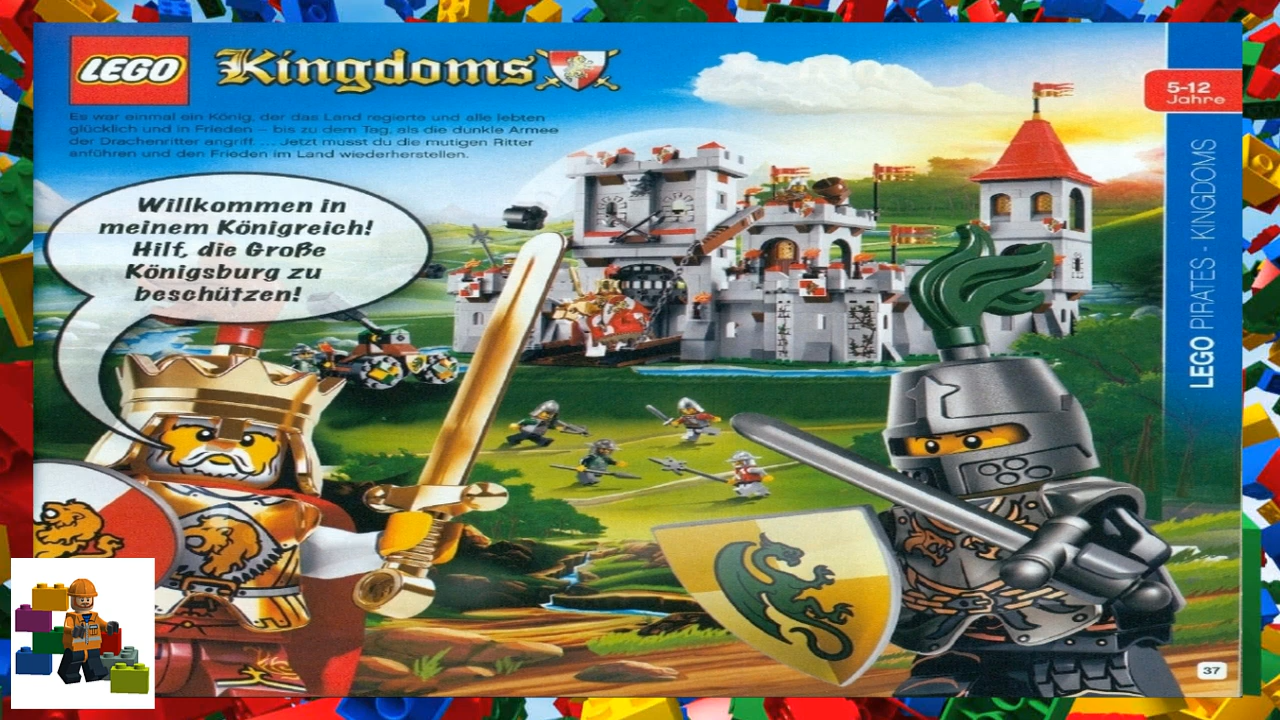 LEGO Kingdoms
Es war einmal ein König, der das Land regierte und alle lebten
glücklich und in Frieden – bis zu dem Tag, als die dunkle Armee
der Drachenritter angriff. ... Jetzt musst du die mutigen Ritter
anführen und den Frieden im Land wiederherstellen.
Willkommen in
meinem Königreich!
Hilf, die Große
Königsburg zu
beschützen!
5-12
Jahre
LEGO PIRATES - KINGDOMS
37